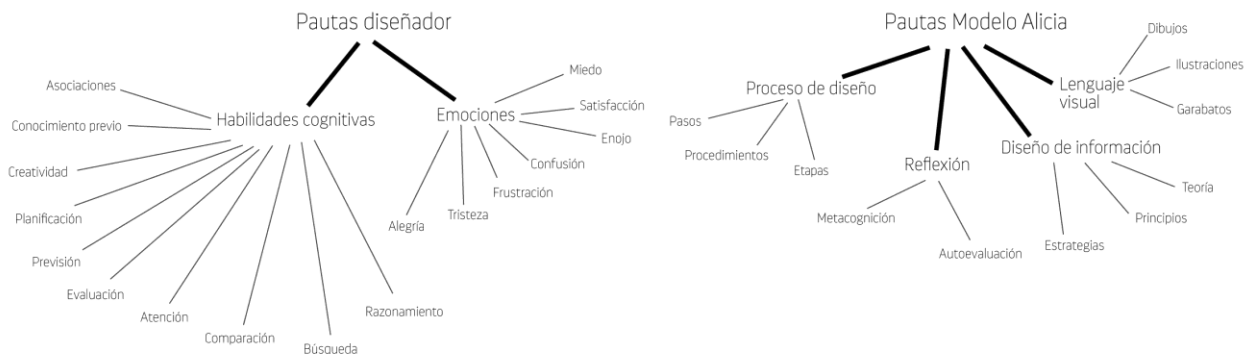 Pautas diseñador
Asociaciones
Conocimiento previo
Creatividad
Planificación
Previsión
Evaluación
Atención
Comparación
Búsqueda
Razonamiento
Habilidades cognitivas
Emociones
Miedo
Satisfacción
Enojo
Confusión
Frustración
Tristeza
Alegría
Pautas Modelo Alicia
Proceso de diseño
Pasos
Procedimientos
Etapas
Reflexión
Metacognición
Autoevaluación
Diseño de información
Estrategias
Principios
Teoría
Lenguaje
visual
Dibujos
Ilustraciones
Garabatos